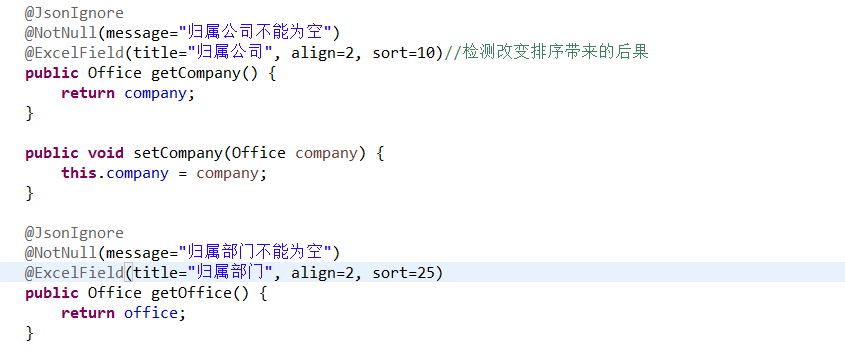 @JsonIgnore
@NotNull(message="归属公司不能为空")
@ExcelField(title="归属公司", align=2, sort=10)//检测改变排序带来的后果
public Office getCompany() {
    return company;
}

public void setCompany(Office company) {
    this.company = company;
}

@JsonIgnore
@NotNull(message="归属部门不能为空")
@ExcelField(title="归属部门", align=2, sort=25)
public Office getOffice() {
    return office;
}